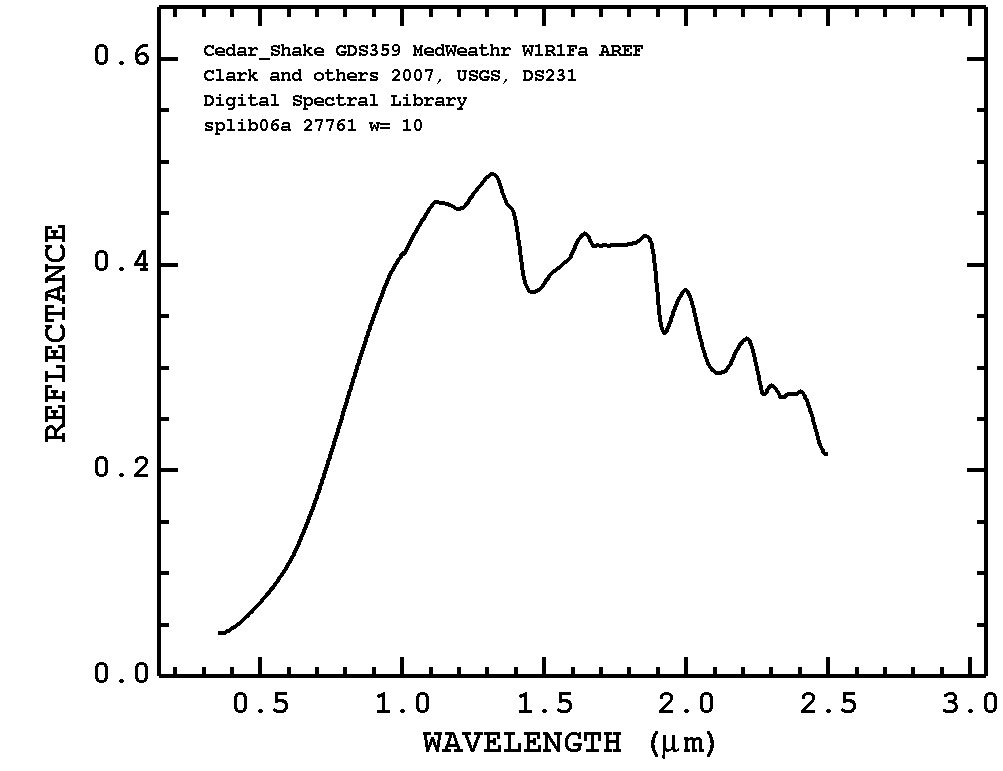 Cedar_Shake GDS359 MedWeathr W1R1Fa AREF
Clark and others 2007, USGS, DS231
Digital Spectral Library
splib06a 27761 w= 10
REFLECTANCE
0.6
0.4
0.2
0.0
0.5 1.0 1.5 2.0 2.5 3.0
WAVELENGTH (μm)